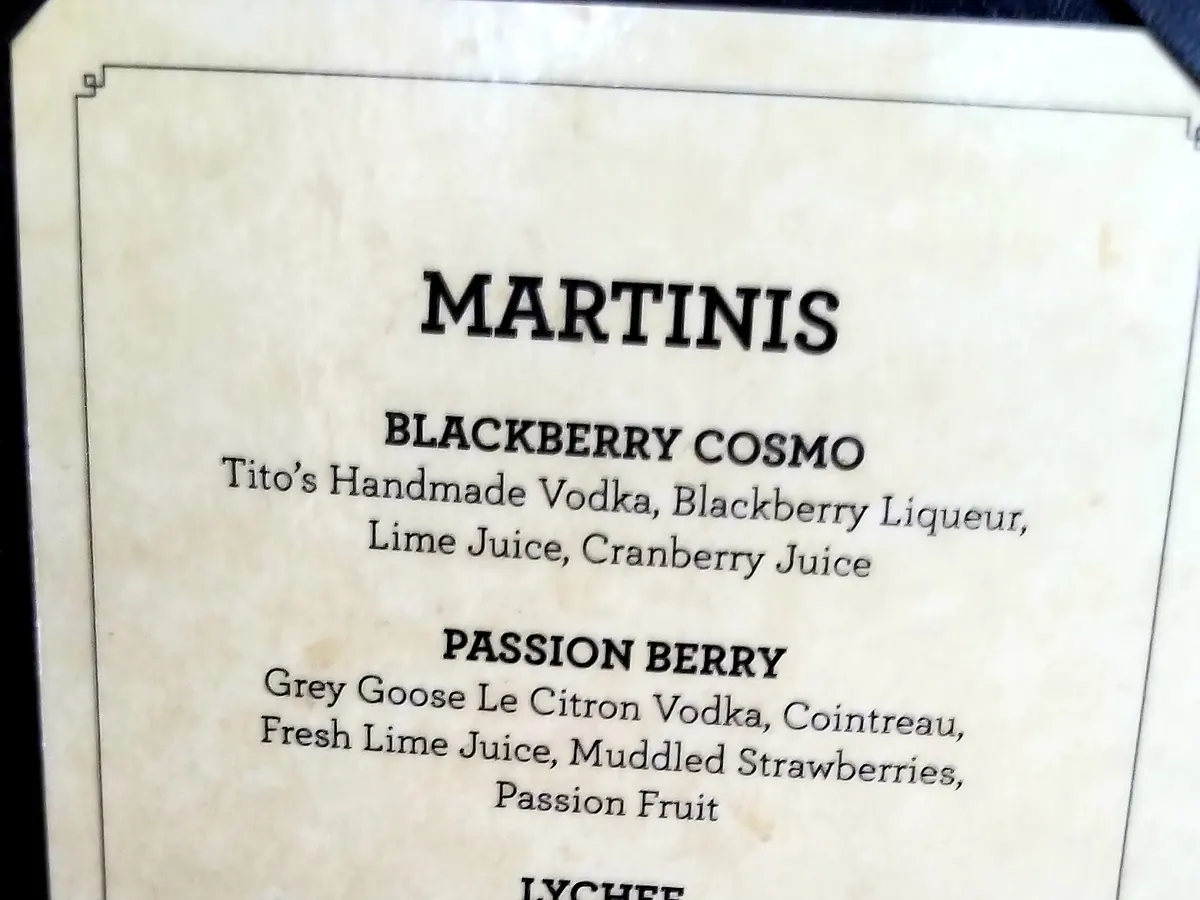 MARTINIS
BLACKBERRY COSMO
Tito's Handmade Vodka, Blackberry Liqueur,
Lime Juice, Cranberry Juice
PASSION BERRY
Grey Goose Le Citron Vodka, Cointreau,
Fresh Lime Juice, Muddled Strawberries,
Passion Fruit
LYCHEE